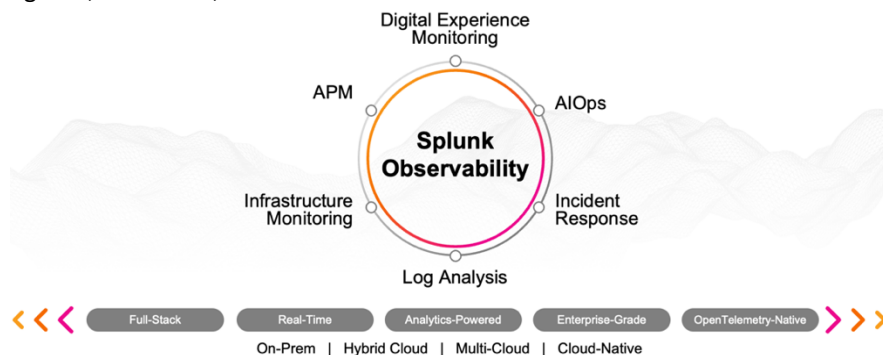 Digital Experience
Monitoring
APM
AIOps
Splunk
Observability
Infrastructure
Monitoring
Incident
Response
Log Analysis
Full-Stack
Real-Time
Analytics-Powered
Enterprise-Grade
OpenTelemetry-Native
On-Prem | Hybrid Cloud | Multi-Cloud | Cloud-Native